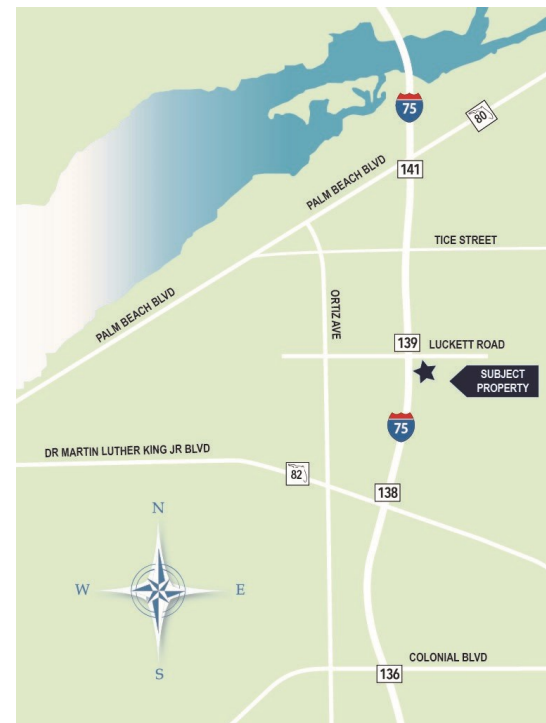 75
80
141
PALM BEACH BLVD
TICE STREET
ORTIZ AVE
PALM BEACH BLVD
139
LUCKETT ROAD
SUBJECT
PROPERTY
75
DR MARTIN LUTHER KING JR BLVD
82
138
N
W
E
S
COLONIAL BLVD
136